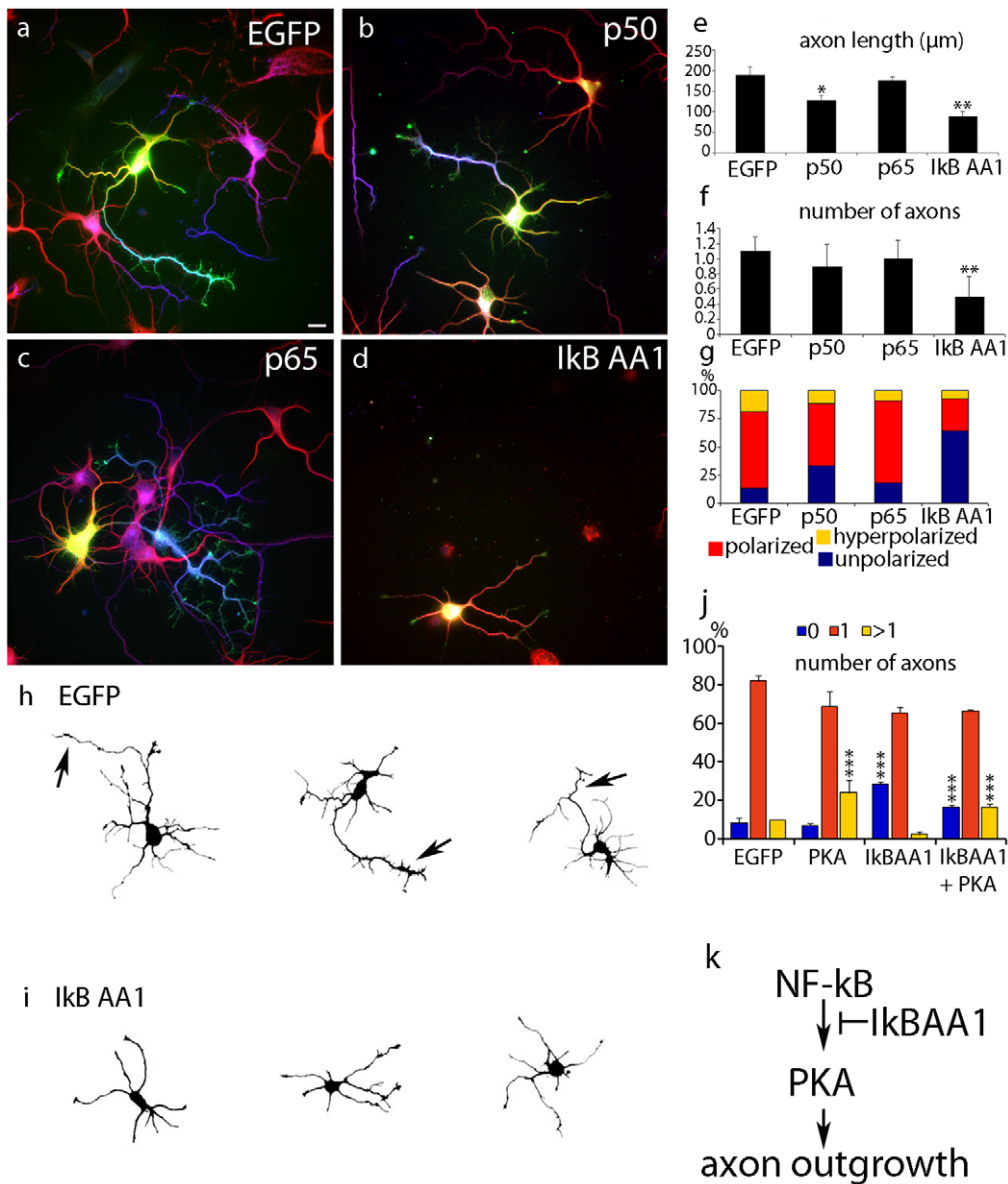 a EGFP
b p50
c p65
d IkB AA1
e axon length (µm)
250
200
150
100
50
0
* **
EGFP p50 p65 IkB AA1
f number of axons
1.4
1.2
1.0
0.8
0.6
0.4
0.2
0
**
EGFP p50 p65 IkB AA1
g
%
100
75
50
25
0
EGFP p50 p65 IkB AA1
polarized hyperpolarized
unpolarized
h EGFP
i IkB AA1
j
% 0 1 >1
number of axons
100
80
60
40
20
0
*** *** *** ***
EGFP PKA IkBAA1 IkBAA1
+ PKA
k
NF-kB
IkBAA1
PKA
axon outgrowth